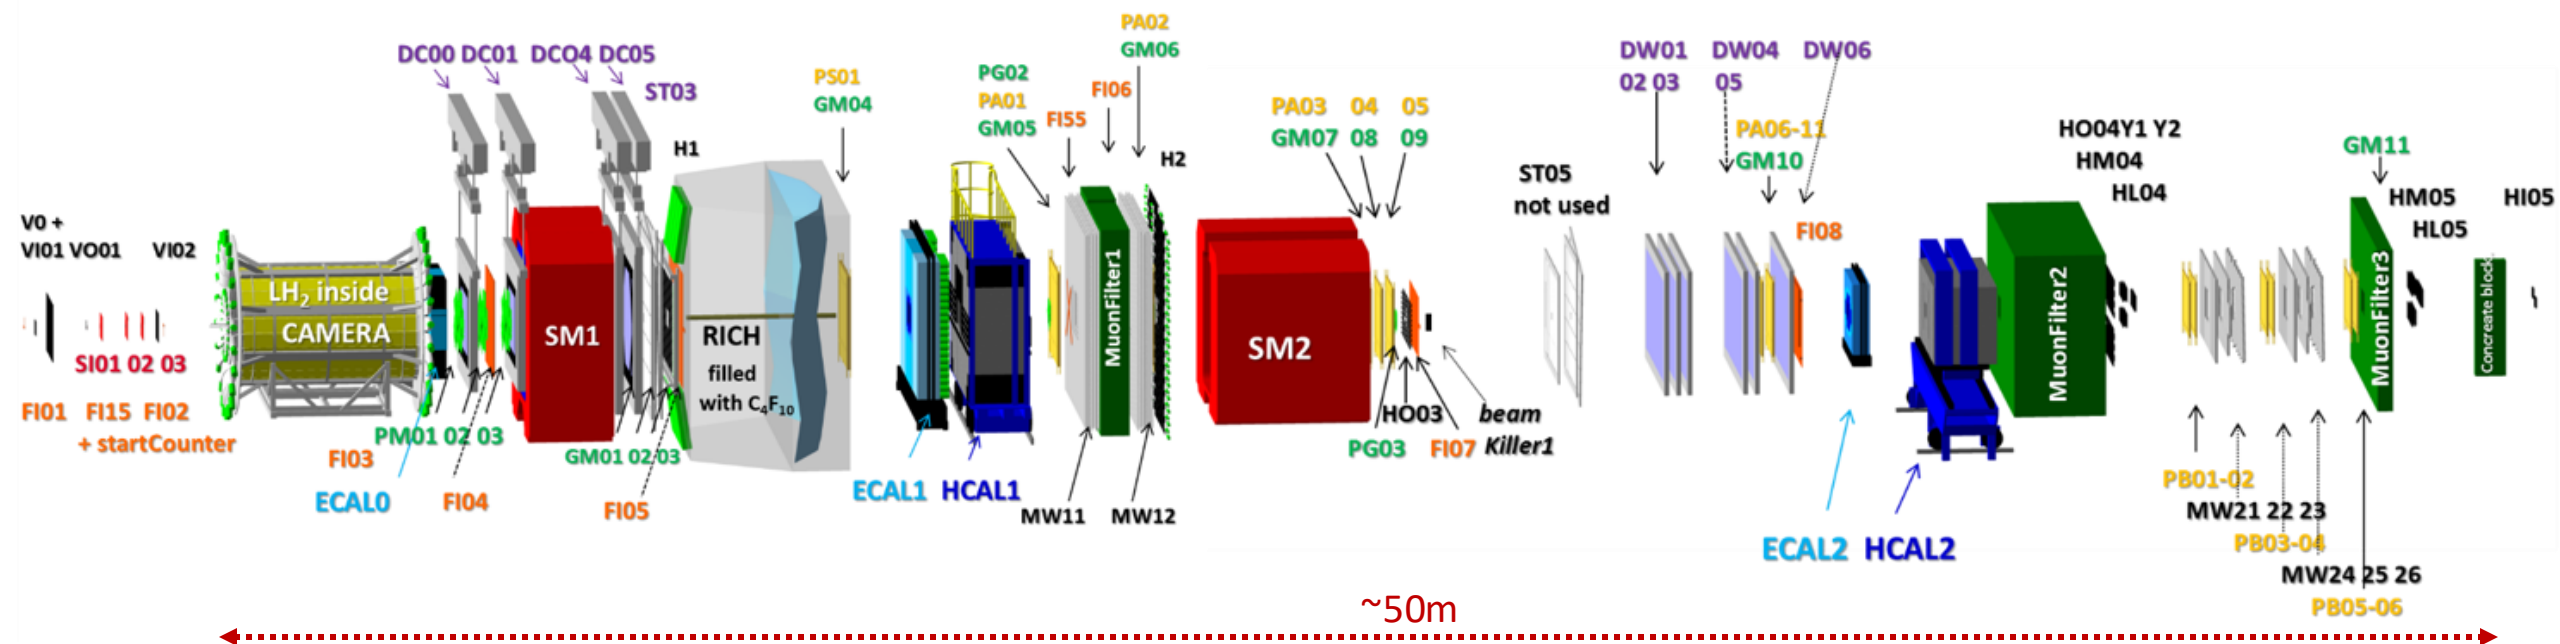 DC00 DC01 DCO4 DC05
ST03
H1
PS01
GM04
PG02
PA01
GM05
FI55
FI06
PA02
GM06
H2
PA03 04 05
GM07 08 09
ST05
not used
DW01
02 03
DW04
05
DW06
PA06-11
GM10
FI08
HO04Y1 Y2
HM04
HL04
GM11
HM05
HL05
HI05
V0 +
VI01 VO01 VI02
SI01 02 03
FI01 FI15 FI02
+ startCounter
LH2 inside
CAMERA
SM1
RICH
filled
with C4F10
MuonFilter1
SM2
MuonFilter2
MuonFilter3
Concreate block
PM01 02 03
FI03
ECAL0
FI04
GM01 02 03
FI05
ECAL1 HCAL1
MW11 MW12
HO03
PG03
FI07
beam
Killer1
ECAL2 HCAL2
PB01-02
MW21 22 23
PB03-04
MW24 25 26
PB05-06
~50m